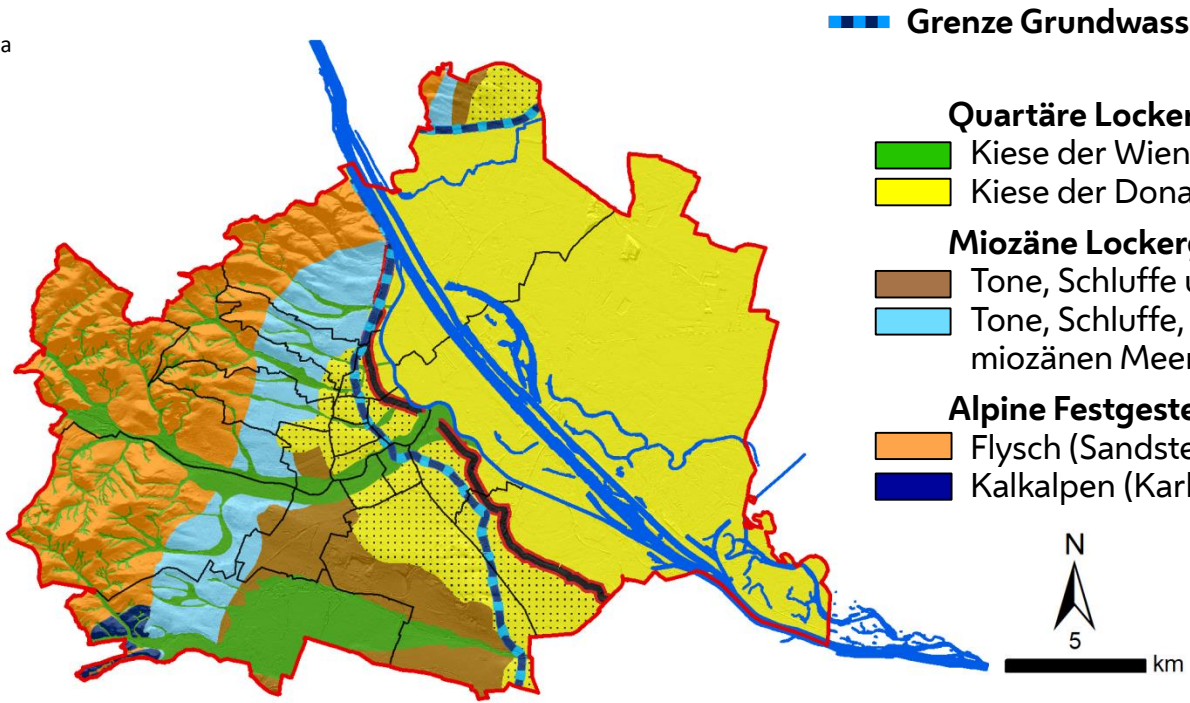 a
Grenze Grundwass
Quartäre Locker
Kiese der Wien
Kiese der Dona
Miozäne Lockerg
Tone, Schluffe u
Tone, Schluffe,
miozänen Meer
Alpine Festgeste
Flysch (Sandste
Kalkalpen (Karl
N
5
km